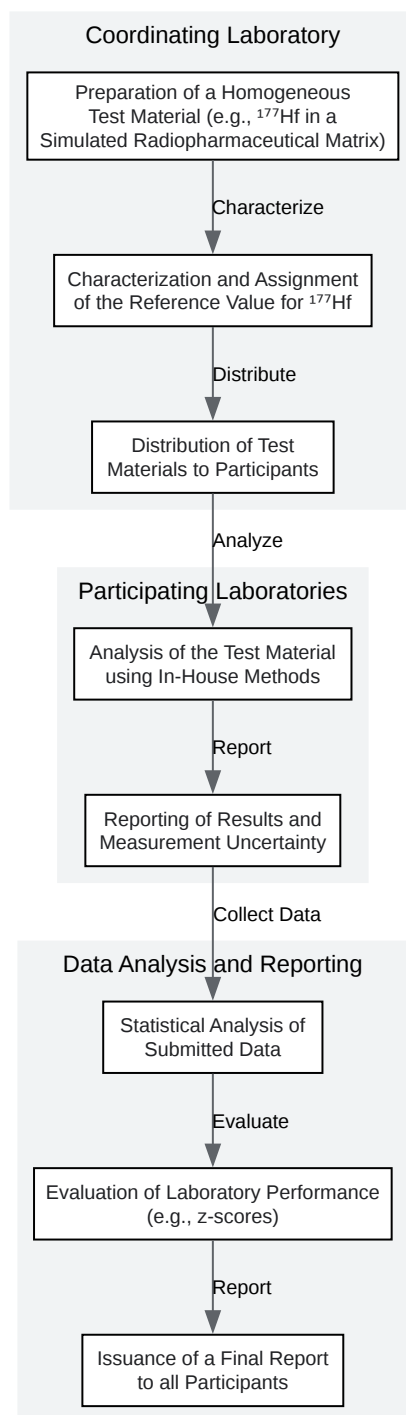 Coordinating Laboratory
Preparation of a Homogeneous
Test Material (e.g., ¹⁷⁷Hf in a
Simulated Radiopharmaceutical Matrix)
Characterize
Characterization and Assignment
of the Reference Value for ¹⁷⁷Hf
Distribute
Distribution of Test
Materials to Participants
Analyze
Participating Laboratories
Analysis of the Test Material
using In-House Methods
Report
Reporting of Results and
Measurement Uncertainty
Collect Data
Data Analysis and Reporting
Statistical Analysis of
Submitted Data
Evaluate
Evaluation of Laboratory Performance
(e.g., z-scores)
Report
Issuance of a Final Report
to all Participants